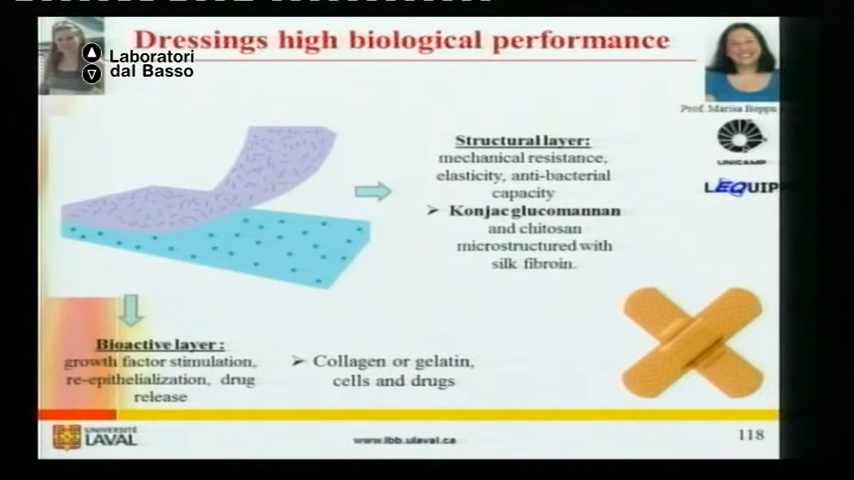 Dressings high biological performance
Laboratori
dal Basso
Prof. Marisa Beppu
UNICAMP
LEQUIP
Structural layer:
mechanical resistance,
elasticity, anti-bacterial
capacity
➢ Konjac glucomannan
and chitosan
microstructured with
silk fibroin.
Bioactive layer :
growth factor stimulation,
re-epithelialization, drug
release
➢ Collagen or gelatin,
cells and drugs
UNIVERSITÉ
LAVAL
www.lbb.ulaval.ca
118